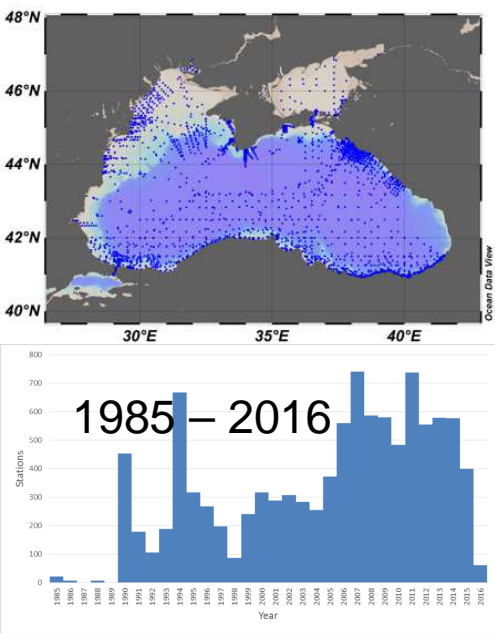 48°N
46°N
44°N
42°N
40°N
30°E 35°E 40°E
Ocean Data View
1985 – 2016
800
700
600
500
400
300
200
100
0
Stations
1985 1986 1987 1988 1989 1990 1991 1992 1993 1994 1995 1996 1997 1998 1999 2000 2001 2002 2003 2004 2005 2006 2007 2008 2009 2010 2011 2012 2013 2014 2015 2016
Year